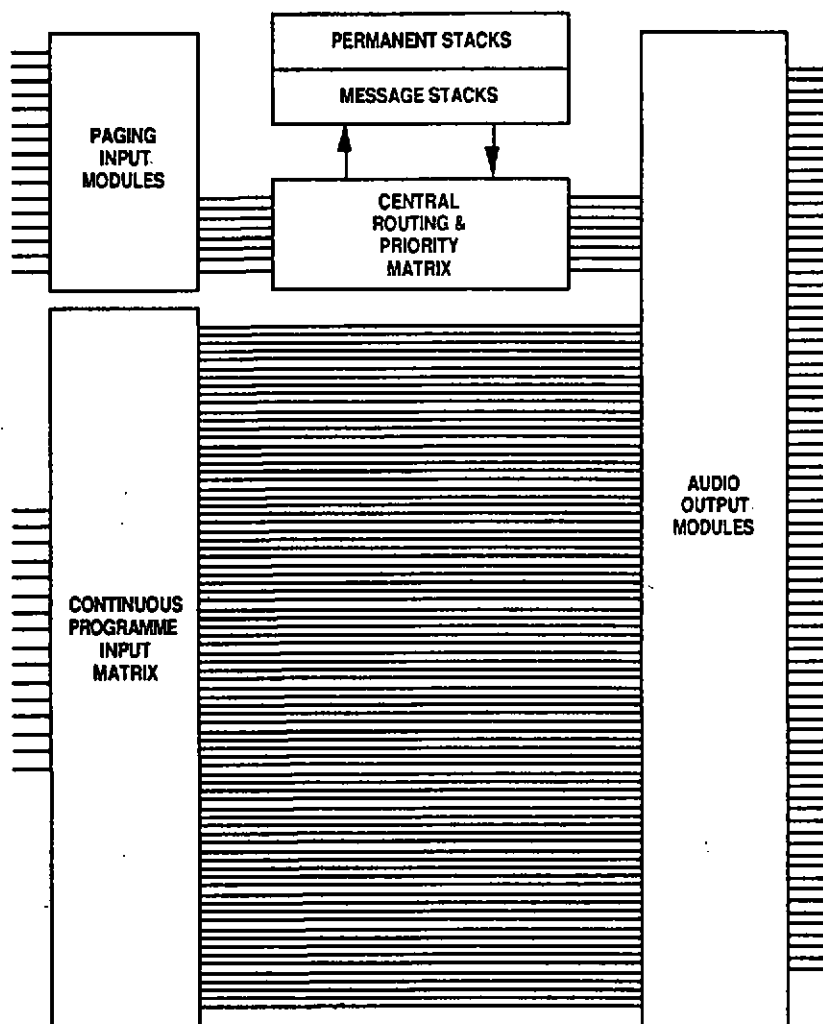 PERMANENT STACKS
MESSAGE STACKS
PAGING
INPUT
MODULES
CENTRAL
ROUTING &
PRIORITY
MATRIX
AUDIO
OUTPUT
MODULES
CONTINUOUS
PROGRAMME
INPUT
MATRIX